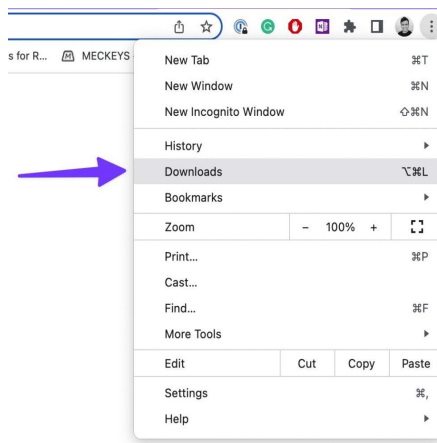 s for R... MECKEYS
New Tab ⌘T
New Window ⌘N
New Incognito Window ⇧⌘N
History
Downloads ⌥⌘L
Bookmarks
Zoom − 100% +
Print... ⌘P
Cast...
Find... ⌘F
More Tools
Edit Cut Copy Paste
Settings ⌘,
Help